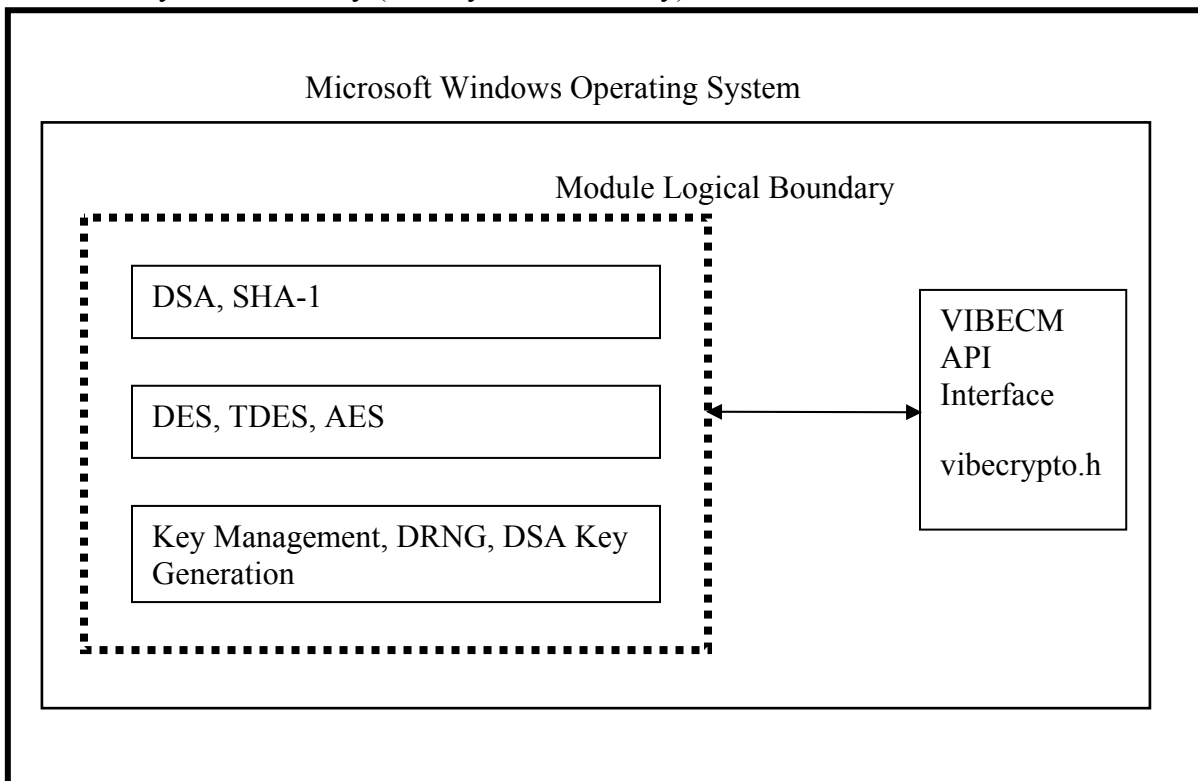 Microsoft Windows Operating System
Module Logical Boundary
DSA, SHA-1
DES, TDES, AES
Key Management, DRNG, DSA Key
Generation
VIBECM
API
Interface
vibecrypto.h